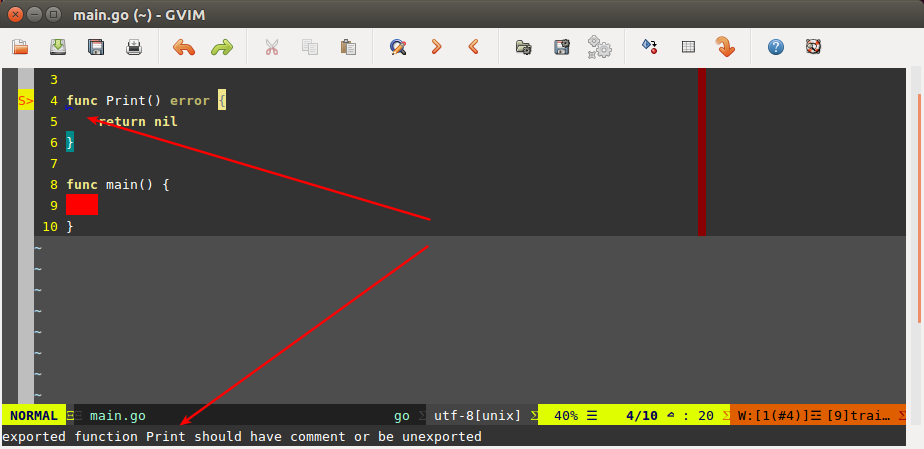 main.go (~) - GVIM
3
S> 4 func Print() error {
5 return nil
6 }
7
8 func main() {
9
10 }
~
~
~
~
~
~
~
~
NORMAL main.go go utf-8[unix] 40% ☰ 4/10 : 20 W:[1(#4)]☲ [9]trai…
exported function Print should have comment or be unexported